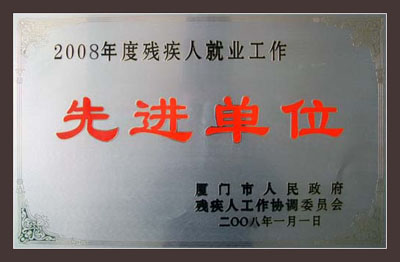 2008年度残疾人就业工作
先进单位
厦门市人民政府
残疾人工作协调委员会
二〇〇八年一月一日